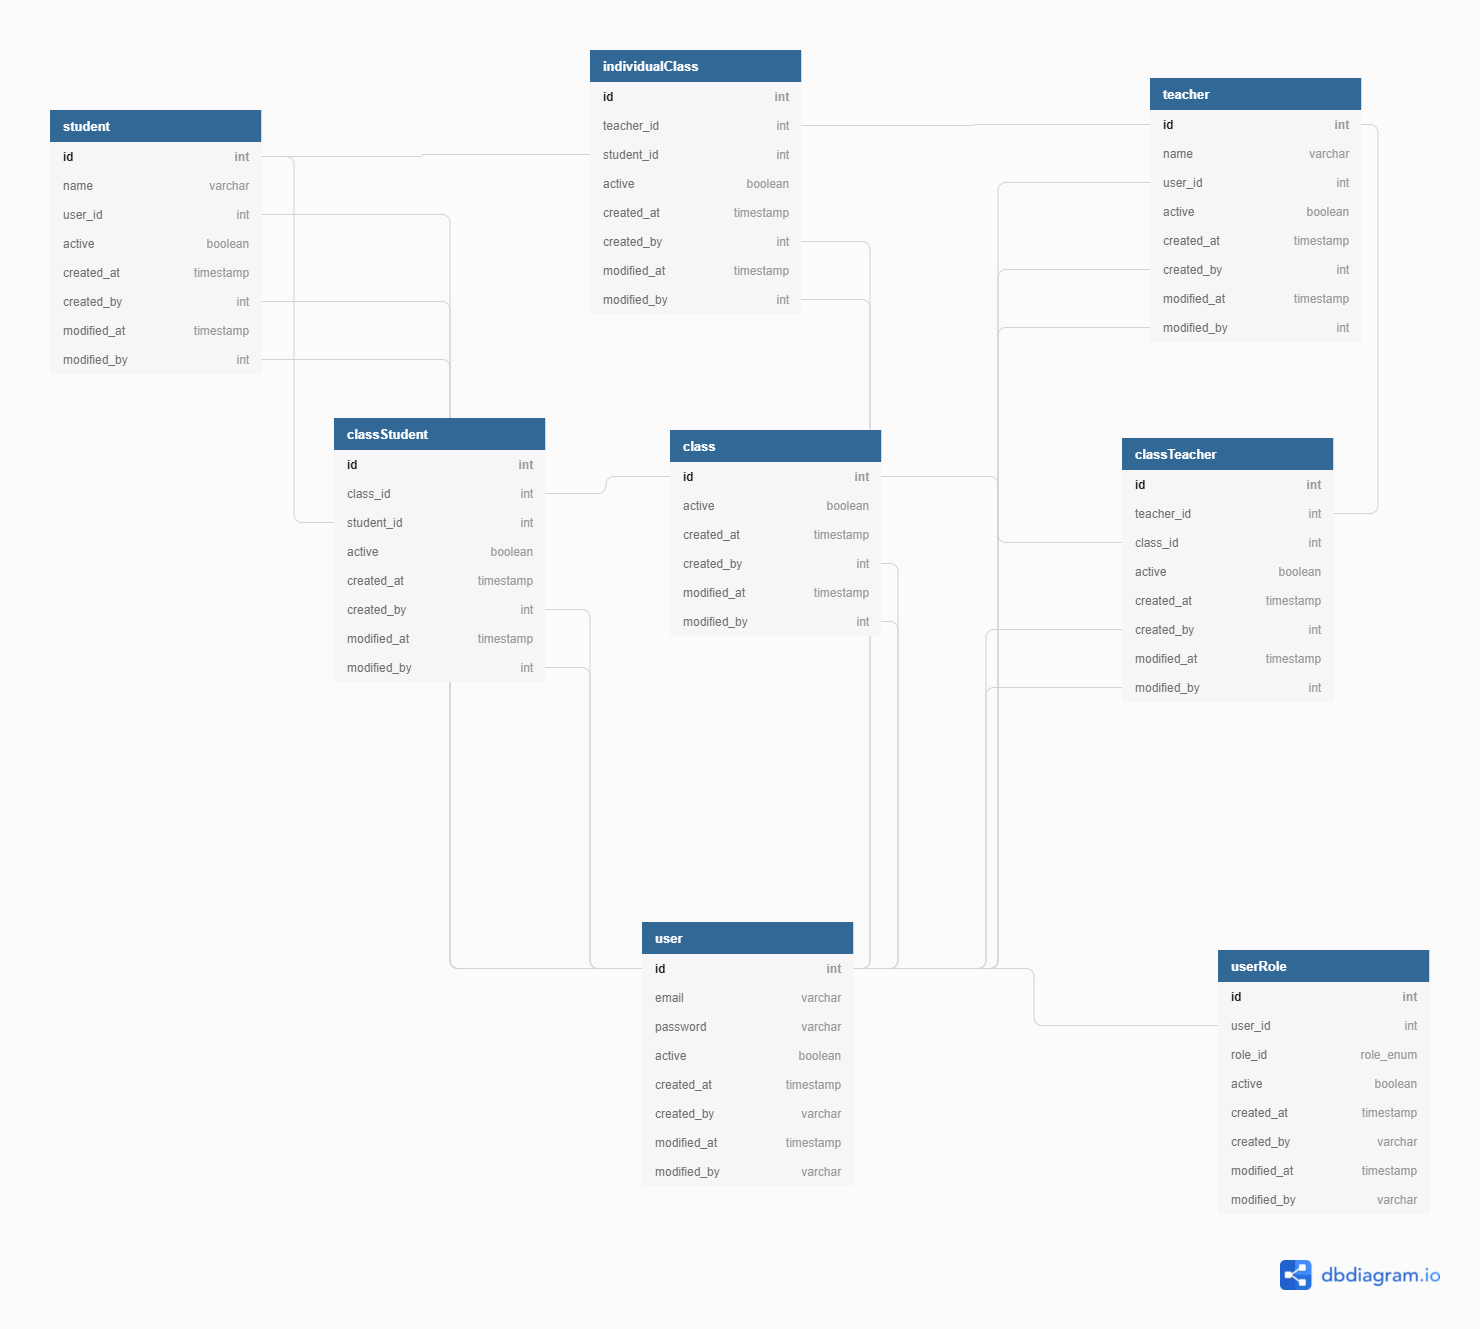 individualClass
id int
teacher_id int
student_id int
active boolean
created_at timestamp
created_by int
modified_at timestamp
modified_by int
teacher
id int
name varchar
user_id int
active boolean
created_at timestamp
created_by int
modified_at timestamp
modified_by int
student
id int
name varchar
user_id int
active boolean
created_at timestamp
created_by int
modified_at timestamp
modified_by int
classStudent
id int
class_id int
student_id int
active boolean
created_at timestamp
created_by int
modified_at timestamp
modified_by int
class
id int
active boolean
created_at timestamp
created_by int
modified_at timestamp
modified_by int
classTeacher
id int
teacher_id int
class_id int
active boolean
created_at timestamp
created_by int
modified_at timestamp
modified_by int
user
id int
email varchar
password varchar
active boolean
created_at timestamp
created_by varchar
modified_at timestamp
modified_by varchar
userRole
id int
user_id int
role_id role_enum
active boolean
created_at timestamp
created_by varchar
modified_at timestamp
modified_by varchar
dbdiagram.io